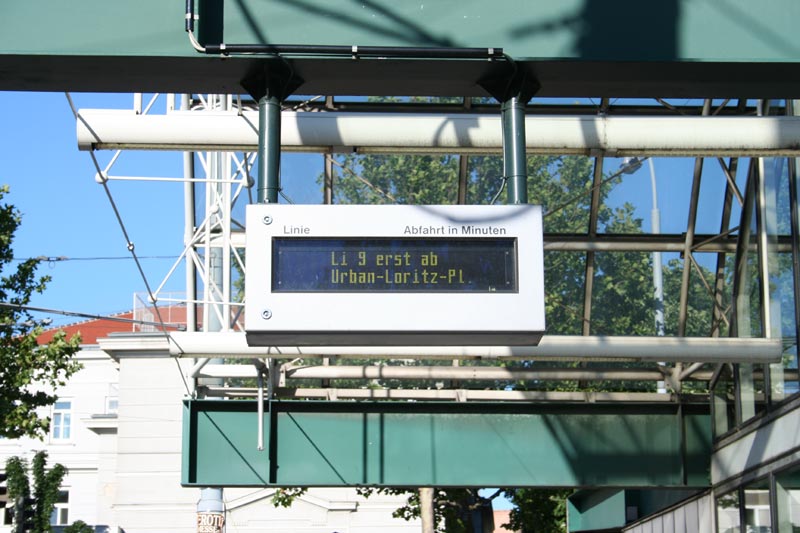 Linie Abfahrt in Minuten
Li 9 erst ab
Urban-Loritz-Pl